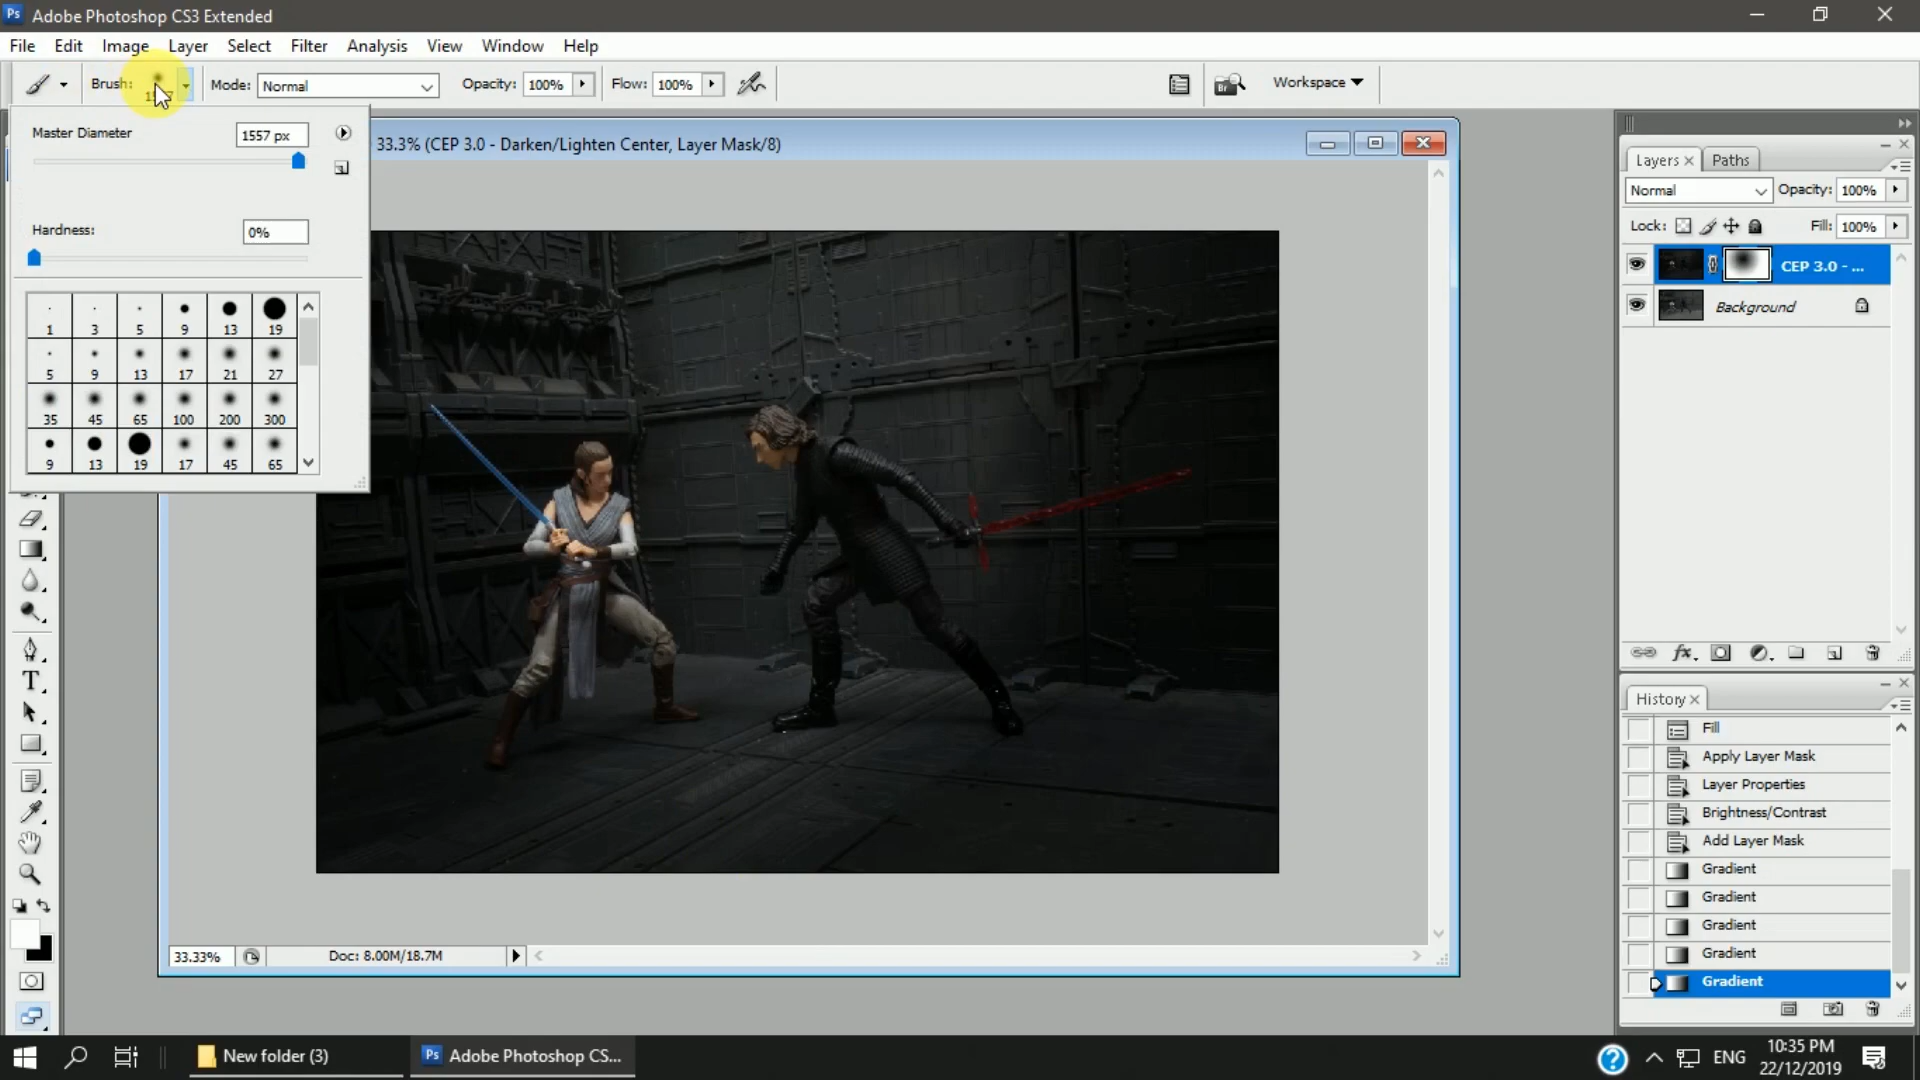 Ps Adobe Photoshop CS3 Extended
File Edit Image Layer Select Filter Analysis View Window Help
Brush: Mode: Normal Opacity: 100% Flow: 100% Br Workspace
Master Diameter 1557 px
Hardness: 0%
1 3 5 9 13 19
5 9 13 17 21 27
35 45 65 100 200 300
9 13 19 17 45 65
33.3% (CEP 3.0 - Darken/Lighten Center, Layer Mask/8)
T
33.33% Doc: 8.00M/18.7M
Layers Paths
Normal Opacity: 100%
Lock: Fill: 100%
CEP 3.0 - ...
Background
fx
History
Fill
Apply Layer Mask
Layer Properties
Brightness/Contrast
Add Layer Mask
Gradient
Gradient
Gradient
Gradient
Gradient
New folder (3) Ps Adobe Photoshop CS... ? ENG 10:35 PM
22/12/2019